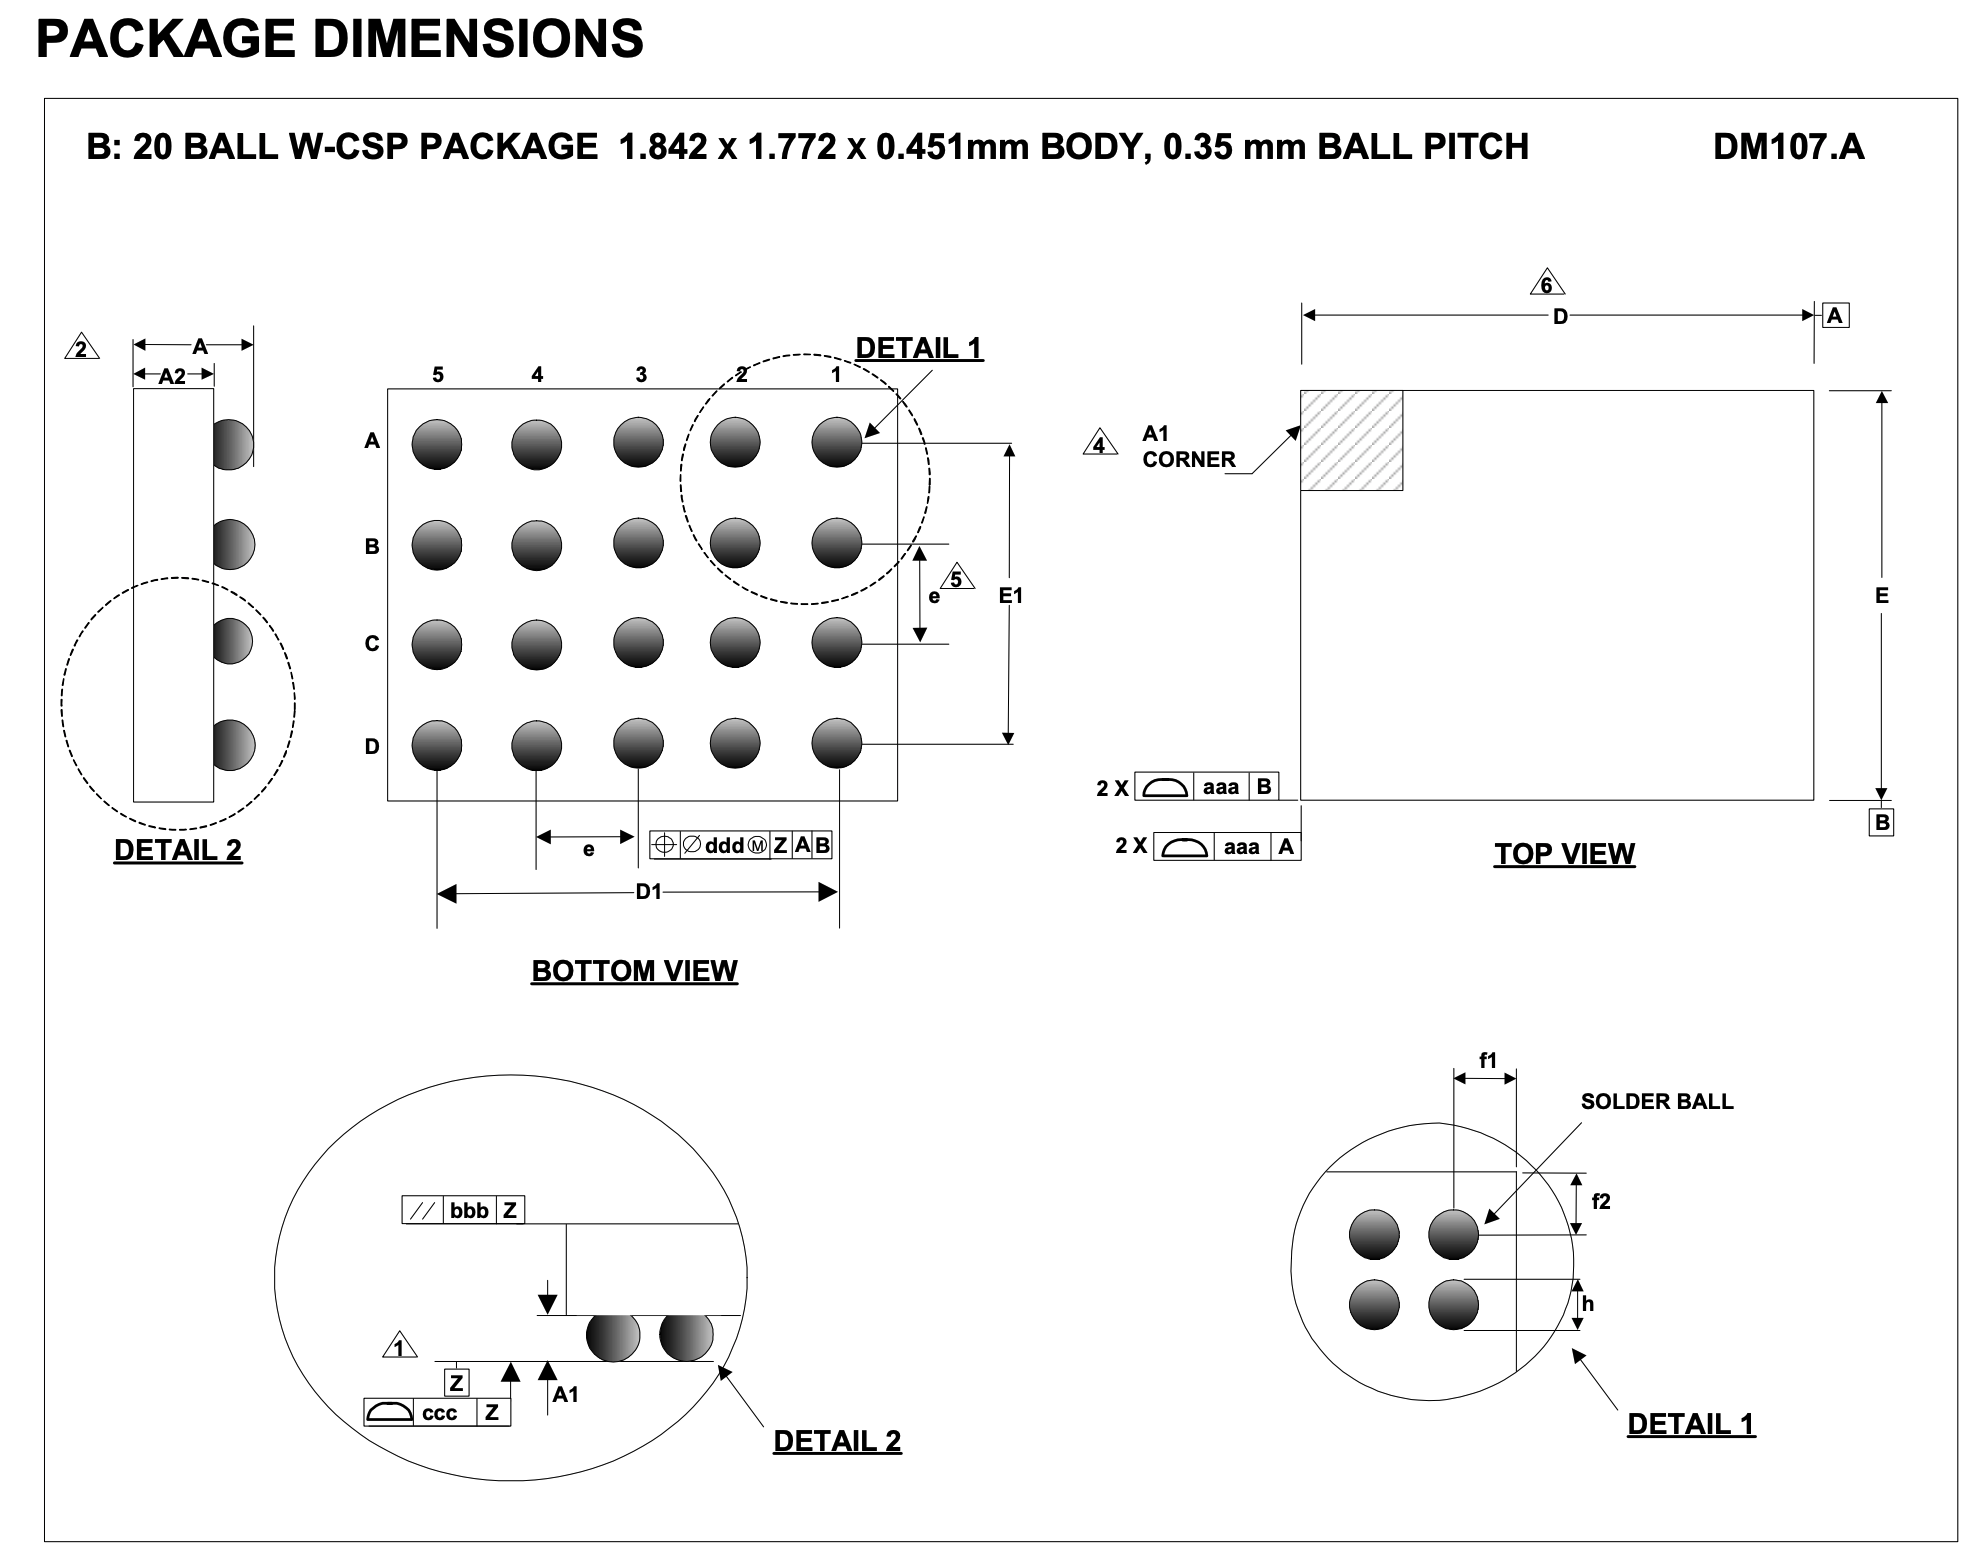 PACKAGE DIMENSIONS
B: 20 BALL W-CSP PACKAGE 1.842 x 1.772 x 0.451mm BODY, 0.35 mm BALL PITCH DM107.A
6
D
A
2
A
A2
DETAIL 1
5 4 3 2 1
A
B
C
D
e
5
E1
e
⌖ ∅ ddd Ⓜ Z A B
D1
DETAIL 2
BOTTOM VIEW
4
A1
CORNER
E
2 X ⌓ aaa B
2 X ⌓ aaa A
B
TOP VIEW
// bbb Z
1
Z
A1
⌓ ccc Z
DETAIL 2
f1
SOLDER BALL
f2
h
DETAIL 1